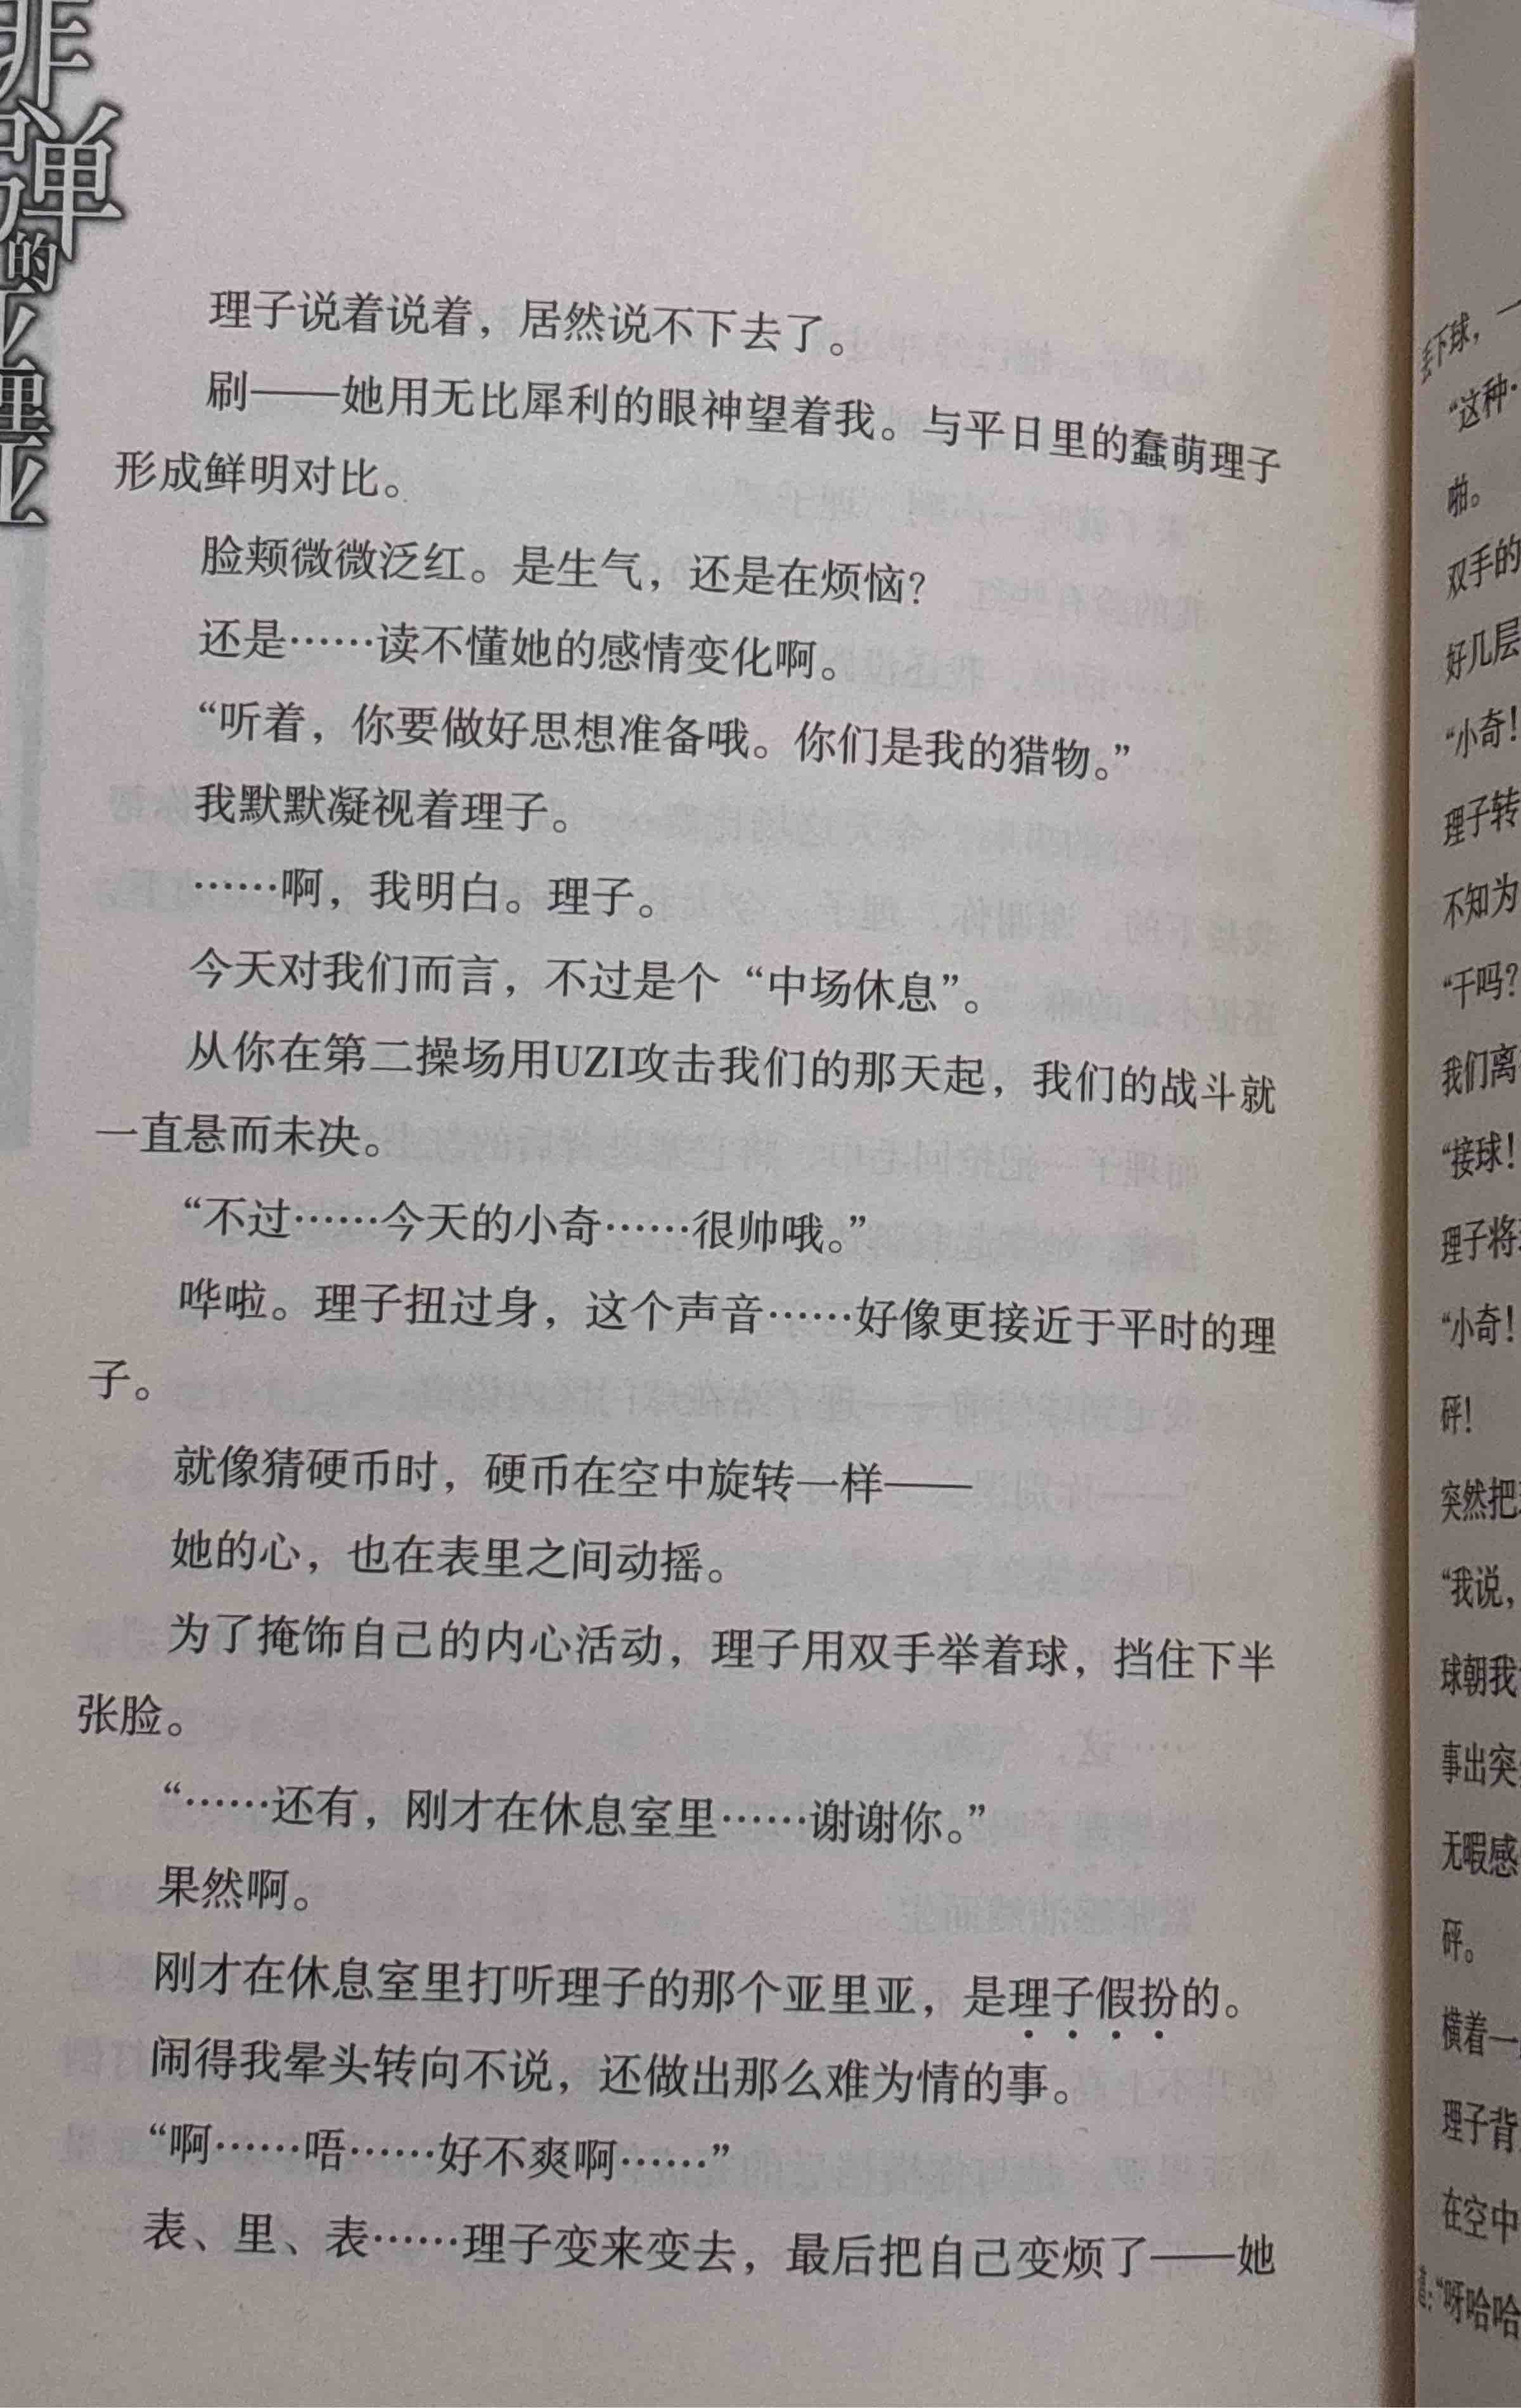 弹
的
理子说着说着，居然说不下去了。
刷——她用无比犀利的眼神望着我。与平日里的蠢萌理子
形成鲜明对比。
脸颊微微泛红。是生气，还是在烦恼？
还是……读不懂她的感情变化啊。
“听着，你要做好思想准备哦。你们是我的猎物。”
我默默凝视着理子。
……啊，我明白。理子。
今天对我们而言，不过是个“中场休息”。
从你在第二操场用UZI攻击我们的那天起，我们的战斗就
一直悬而未决。
“不过……今天的小奇……很帅哦。”
哗啦。理子扭过身，这个声音……好像更接近于平时的理
子。
就像猜硬币时，硬币在空中旋转一样——
她的心，也在表里之间动摇。
为了掩饰自己的内心活动，理子用双手举着球，挡住下半
张脸。
“……还有，刚才在休息室里……谢谢你。”
果然啊。
刚才在休息室里打听理子的那个亚里亚，是理子假扮的。
闹得我晕头转向不说，还做出那么难为情的事。
“啊……唔……好不爽啊……”
表、里、表……理子变来变去，最后把自己变烦了——她
丢下球，一
“这种
啪。
双手的
好几层
“小奇！
理子转
不知为
“干吗？
我们离
“接球！
理子将
“小奇！
砰！
突然把
“我说，
球朝我
事出突
无暇感
砰。
横着一
理子背
在空中
“呀哈哈